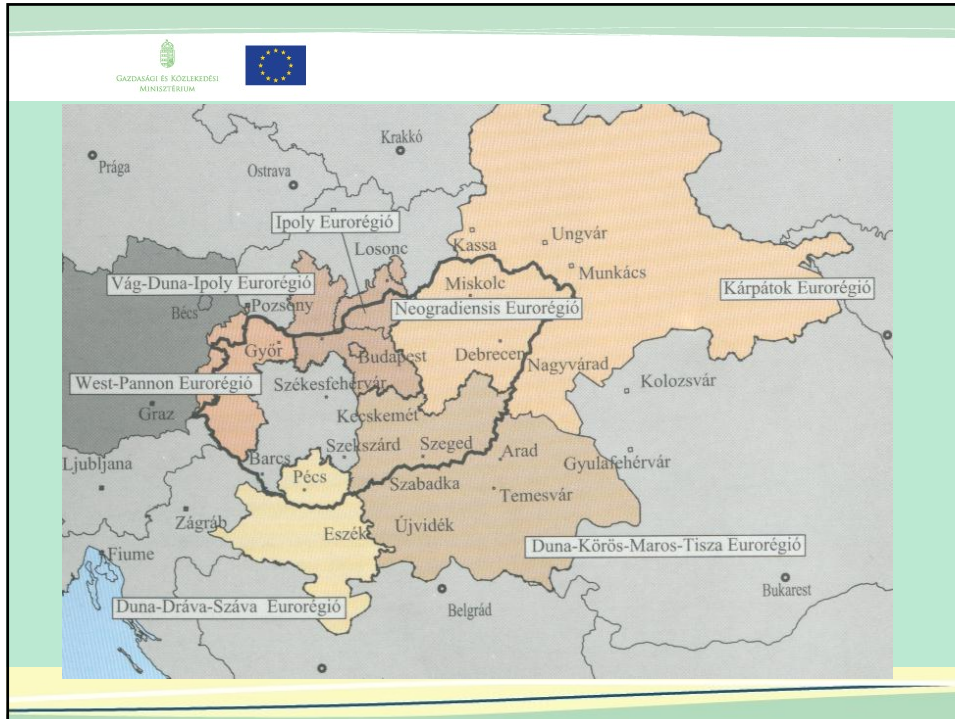 GAZDASÁGI ÉS KÖZLEKEDÉSI
MINISZTÉRIUM
Krakkó
Prága
Ostrava
Ipoly Eurorégió
Losonc
Kassa
Ungvár
Munkács
Vág-Duna-Ipoly Eurorégió
Miskolc
Kárpátok Eurorégió
Pozsony
Bécs
Neogradiensis Eurorégió
Győr
Budapest
Debrecen
Nagyvárad
West-Pannon Eurorégió
Székesfehérvár
Kolozsvár
Graz
Kecskemét
Szekszárd
Szeged
Arad
Gyulafehérvár
Ljubljana
Barcs
Pécs
Szabadka
Temesvár
Zágráb
Eszék
Újvidék
Fiume
Duna-Körös-Maros-Tisza Eurorégió
Bukarest
Duna-Dráva-Száva Eurorégió
Belgrád